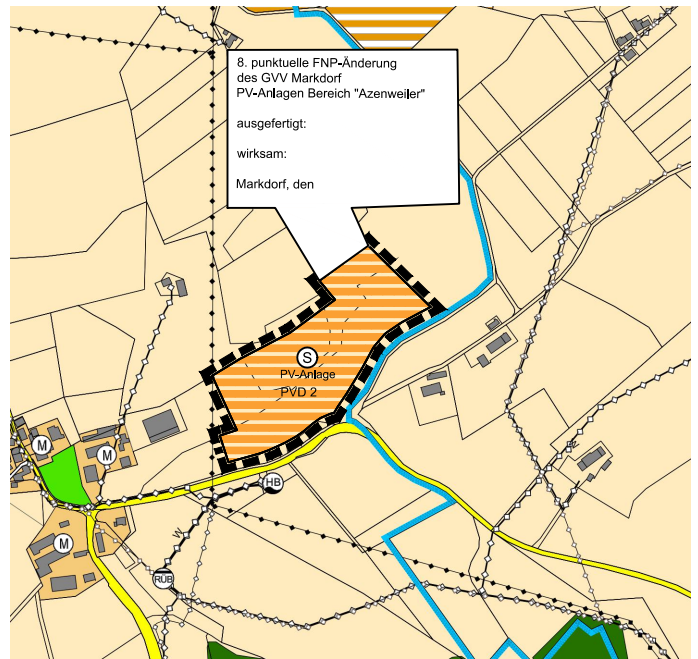 8. punktuelle FNP-Änderung
des GVV Markdorf
PV-Anlagen Bereich "Azenweiler"
ausgefertigt:
wirksam:
Markdorf, den
S
PV-Anlage
PVD 2
M
M
HB
W
W
M
RÜB